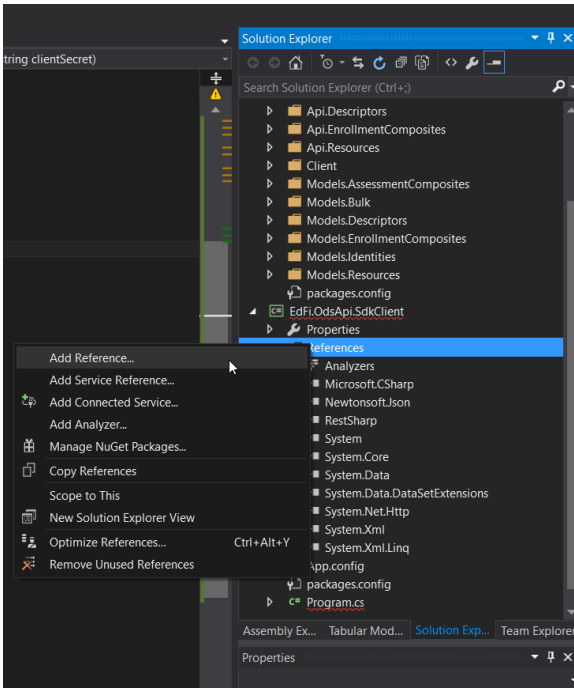 Solution Explorer
tring clientSecret)
Search Solution Explorer (Ctrl+;)
Api.Descriptors
Api.EnrollmentComposites
Api.Resources
Client
Models.AssessmentComposites
Models.Bulk
Models.Descriptors
Models.EnrollmentComposites
Models.Identities
Models.Resources
packages.config
C# EdFi.OdsApi.SdkClient
Properties
References
Analyzers
Microsoft.CSharp
Newtonsoft.Json
RestSharp
System
System.Core
System.Data
System.Data.DataSetExtensions
System.Net.Http
System.Xml
System.Xml.Linq
App.config
packages.config
C# Program.cs
Add Reference...
Add Service Reference...
Add Connected Service...
Add Analyzer...
Manage NuGet Packages...
Copy References
Scope to This
New Solution Explorer View
Optimize References... Ctrl+Alt+Y
Remove Unused References
Assembly Ex... Tabular Mod... Solution Exp... Team Explorer
Properties